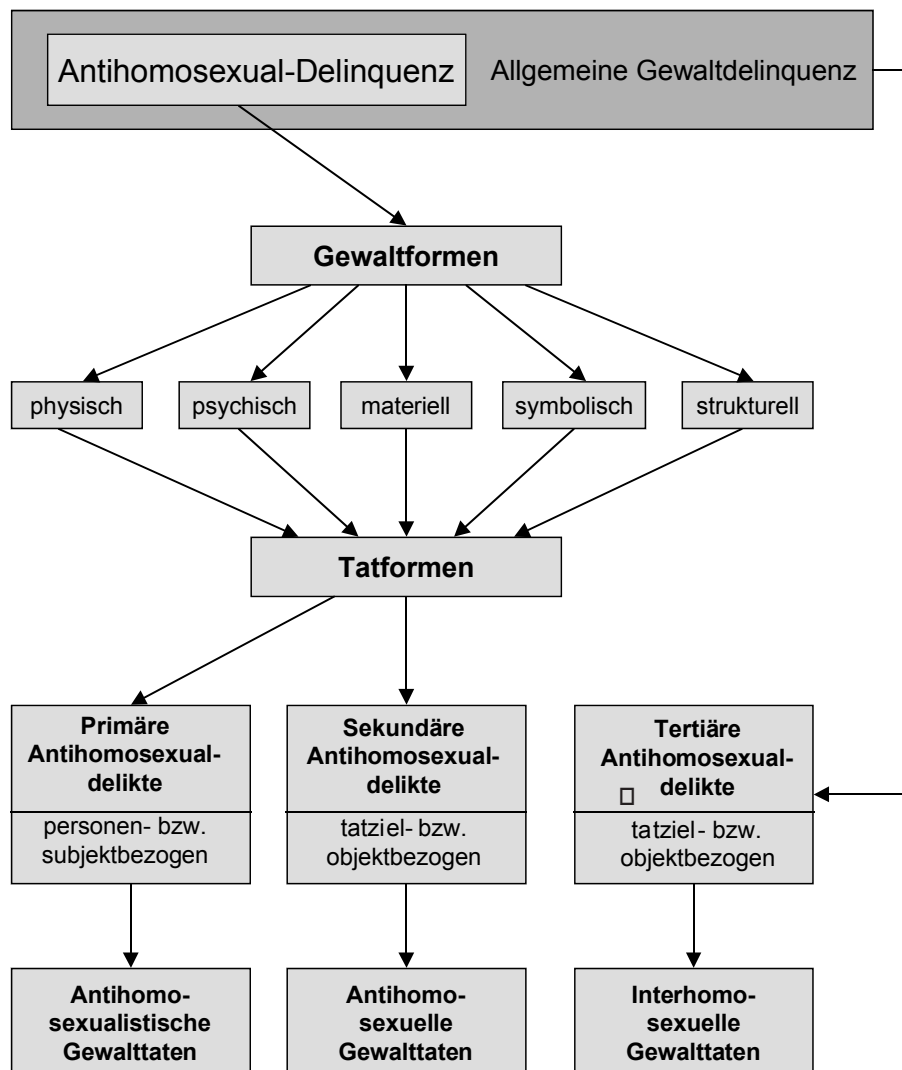 Antihomosexual-Delinquenz
Allgemeine Gewaltdelinquenz
Gewaltformen
physisch
psychisch
materiell
symbolisch
strukturell
Tatformen
Primäre
Antihomosexual-
delikte
personen- bzw.
subjektbezogen
Sekundäre
Antihomosexual-
delikte
tatziel- bzw.
objektbezogen
Tertiäre
Antihomosexual-
delikte
tatziel- bzw.
objektbezogen
Antihomo-
sexualistische
Gewalttaten
Antihomo-
sexuelle
Gewalttaten
Interhomo-
sexuelle
Gewalttaten